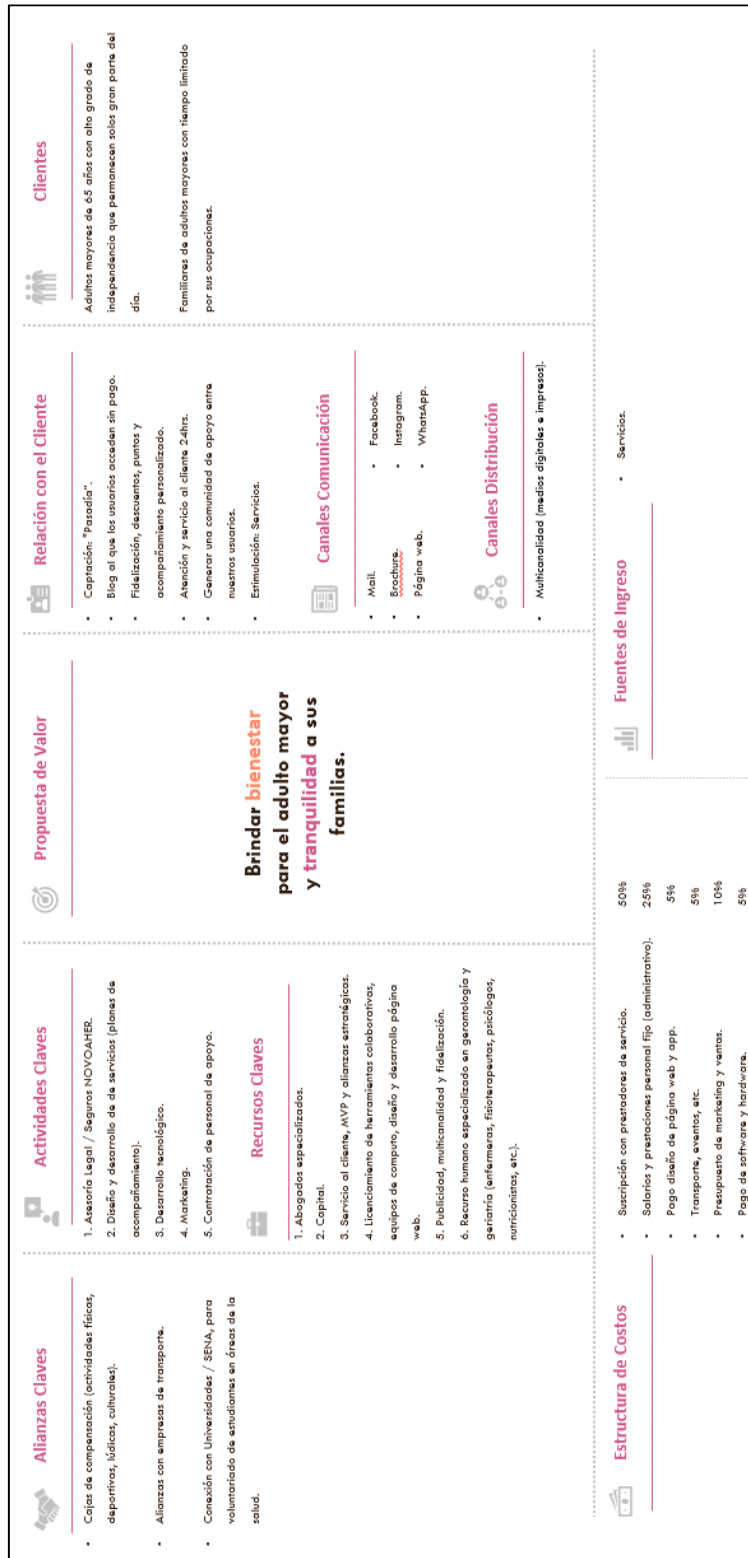 Alianzas Claves
• Cajas de compensación (actividades físicas,
deportivas, lúdicas, culturales).
• Alianzas con empresas de transporte.
• Conexión con Universidades / SENA, para
voluntariado de estudiantes en áreas de la
salud.
Actividades Claves
1. Asesoría Legal / Seguros NOVOAHER.
2. Diseño y desarrollo de de servicios (planes de
acompañamiento).
3. Desarrollo tecnológico.
4. Marketing.
5. Contratación de personal de apoyo.
Recursos Claves
1. Abogados especializados.
2. Capital.
3. Servicio al cliente, MVP y alianzas estratégicas.
4. Licenciamiento de herramientas colaborativas,
equipos de computo, diseño y desarrollo página
web.
5. Publicidad, multicanalidad y fidelización.
6. Recurso humano especializado en gerontología y
geriatría (enfermeras, fisioterapeutas, psicólogos,
nutricionistas, etc.).
Propuesta de Valor
Brindar bienestar
para el adulto mayor
y tranquilidad a sus
familias.
Relación con el Cliente
• Captación: "Pasadía".
• Blog al que los usuarios acceden sin pago.
• Fidelización, descuentos, puntos y
acompañamiento personalizado.
• Atención y servicio al cliente 24hrs.
• Generar una comunidad de apoyo entre
nuestros usuarios.
• Estimulación: Servicios.
Canales Comunicación
• Mail.
• Brochure.
• Página web.
• Facebook.
• Instagram.
• WhatsApp.
Canales Distribución
• Multicanalidad (medios digitales e impresos).
Clientes
Adultos mayores de 65 años con alto grado de
independencia que permanecen solos gran parte del
día.
Familiares de adultos mayores con tiempo limitado
por sus ocupaciones.
Estructura de Costos
• Suscripción con prestadores de servicio. 50%
• Salarios y prestaciones personal fijo (administrativo). 25%
• Pago diseño de página web y app. 5%
• Transporte, eventos, etc. 5%
• Presupuesto de marketing y ventas. 10%
• Pago de software y hardware. 5%
Fuentes de Ingreso
• Servicios.